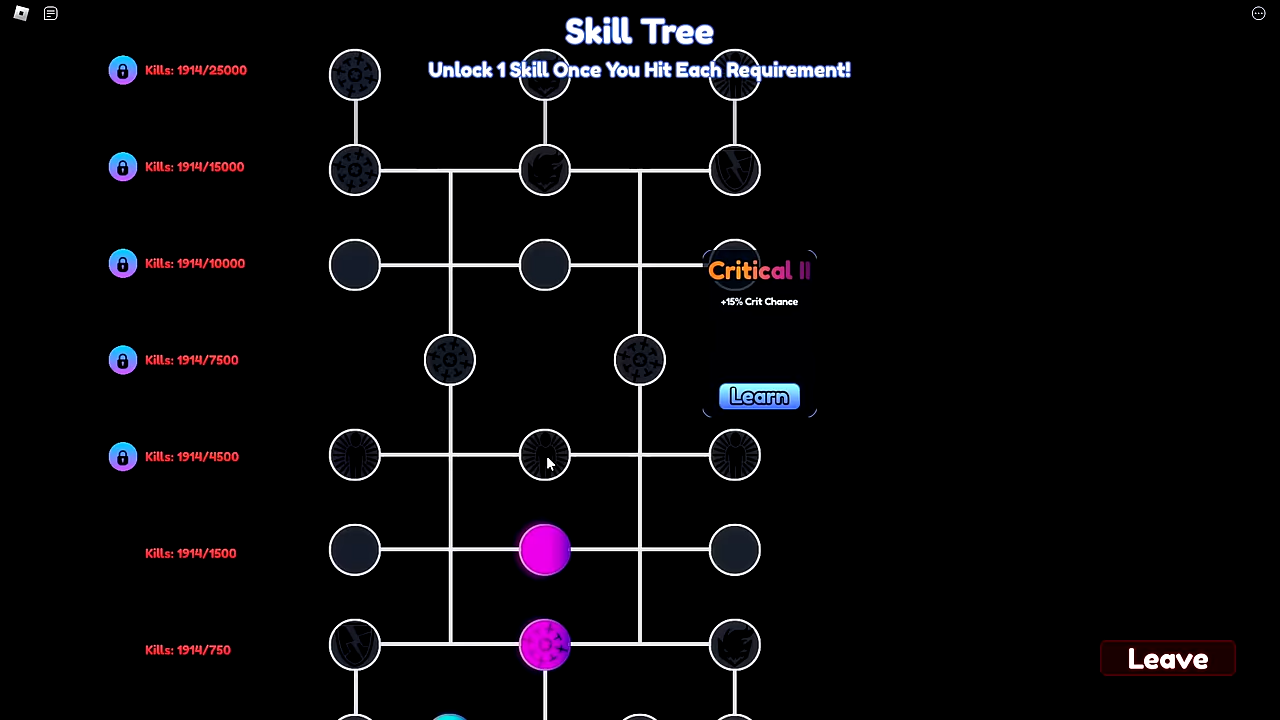 Skill Tree
Unlock 1 Skill Once You Hit Each Requirement!
Kills: 1914/25000
Kills: 1914/15000
Kills: 1914/10000
Critical II
+15% Crit Chance
Kills: 1914/7500
Learn
Kills: 1914/4500
Kills: 1914/1500
Kills: 1914/750
Leave